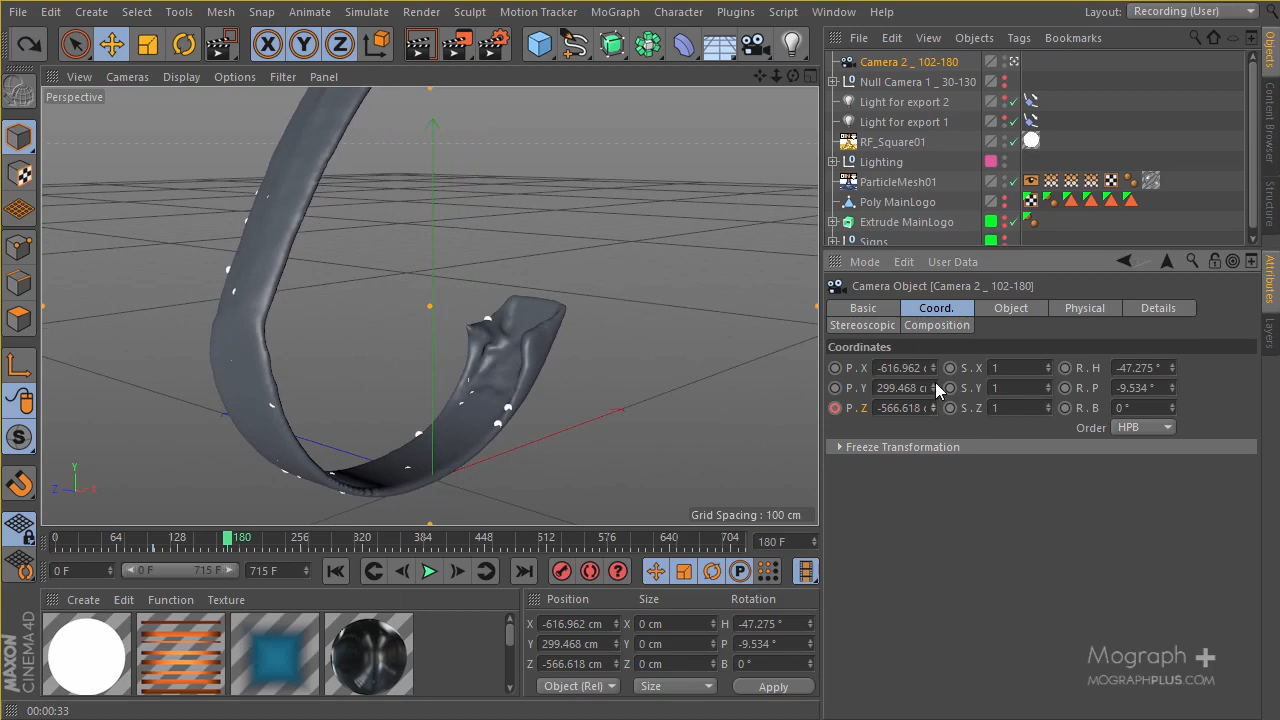 File Edit Create Select Tools Mesh Snap Animate Simulate Render Sculpt Motion Tracker MoGraph Character Plugins Script Window Help Layout: Recording (User)
X Y Z
File Edit View Objects Tags Bookmarks
View Cameras Display Options Filter Panel
Perspective
Camera 2 _ 102-180
Null Camera 1 _ 30-130
Light for export 2
Light for export 1
RF_Square01
Lighting
ParticleMesh01
Poly MainLogo
Extrude MainLogo
Signs
Objects
Content Browser
Structure
Mode Edit User Data
Camera Object [Camera 2 _ 102-180]
Basic Coord. Object Physical Details
Stereoscopic Composition
Coordinates
P . X -616.962 c S . X 1 R . H -47.275 °
P . Y 299.468 c S . Y 1 R . P -9.534 °
P . Z -566.618 c S . Z 1 R . B 0 °
Order HPB
Freeze Transformation
Attributes
Layers
Y
Z X
Grid Spacing : 100 cm
0 64 128 180 256 320 384 448 512 576 640 704 180 F
0 F 0 F 715 F 715 F
Create Edit Function Texture
Position Size Rotation
X -616.962 cm X 0 cm H -47.275 °
Y 299.468 cm Y 0 cm P -9.534 °
Z -566.618 cm Z 0 cm B 0 °
Object (Rel) Size Apply
MAXON
CINEMA 4D
00:00:33
Mograph +
MOGRAPHPLUS.COM